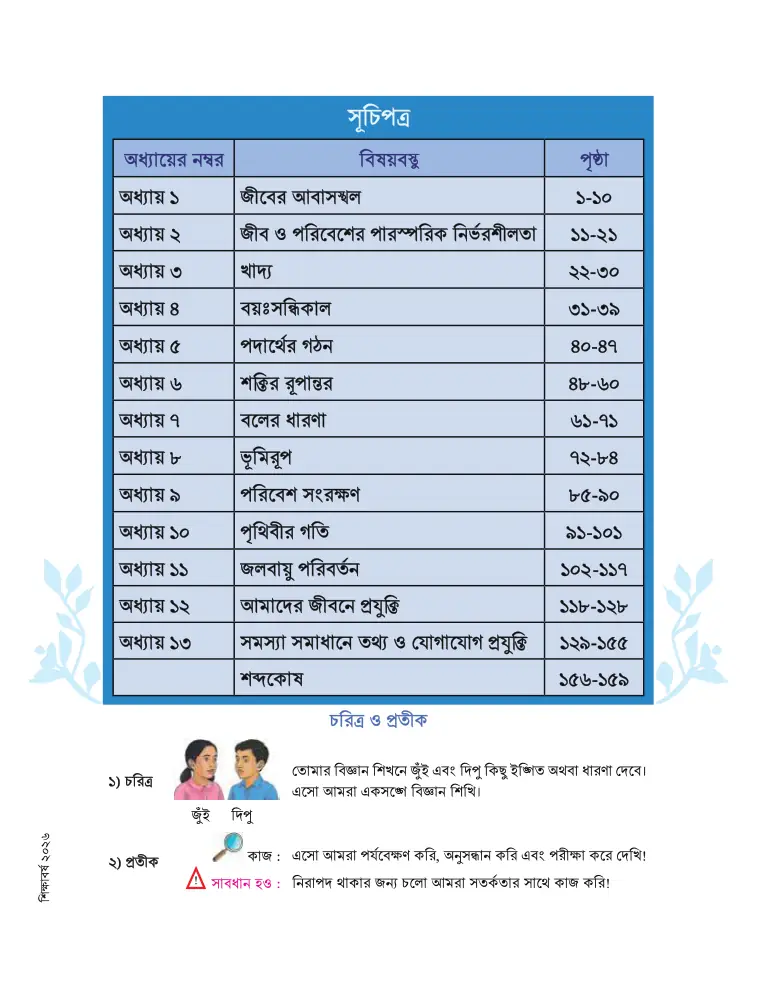 সূচিপত্র
অধ্যায়ের নম্বর বিষয়বস্তু পৃষ্ঠা
অধ্যায় ১ জীবের আবাসস্থল ১-১০
অধ্যায় ২ জীব ও পরিবেশের পারস্পরিক নির্ভরশীলতা ১১-২১
অধ্যায় ৩ খাদ্য ২২-৩০
অধ্যায় ৪ বয়ঃসন্ধিকাল ৩১-৩৯
অধ্যায় ৫ পদার্থের গঠন ৪০-৪৭
অধ্যায় ৬ শক্তির রূপান্তর ৪৮-৬০
অধ্যায় ৭ বলের ধারণা ৬১-৭১
অধ্যায় ৮ ভূমিরূপ ৭২-৮৪
অধ্যায় ৯ পরিবেশ সংরক্ষণ ৮৫-৯০
অধ্যায় ১০ পৃথিবীর গতি ৯১-১০১
অধ্যায় ১১ জলবায়ু পরিবর্তন ১০২-১১৭
অধ্যায় ১২ আমাদের জীবনে প্রযুক্তি ১১৮-১২৮
অধ্যায় ১৩ সমস্যা সমাধানে তথ্য ও যোগাযোগ প্রযুক্তি ১২৯-১৫৫
শব্দকোষ ১৫৬-১৫৯
চরিত্র ও প্রতীক
১) চরিত্র
তোমার বিজ্ঞান শিখনে জুঁই এবং দিপু কিছু ইঙ্গিত অথবা ধারণা দেবে।
এসো আমরা একসঙ্গে বিজ্ঞান শিখি।
জুঁই দিপু
২) প্রতীক
কাজ : এসো আমরা পর্যবেক্ষণ করি, অনুসন্ধান করি এবং পরীক্ষা করে দেখি!
সাবধান হও : নিরাপদ থাকার জন্য চলো আমরা সতর্কতার সাথে কাজ করি!
শিক্ষাবর্ষ ২০২৬